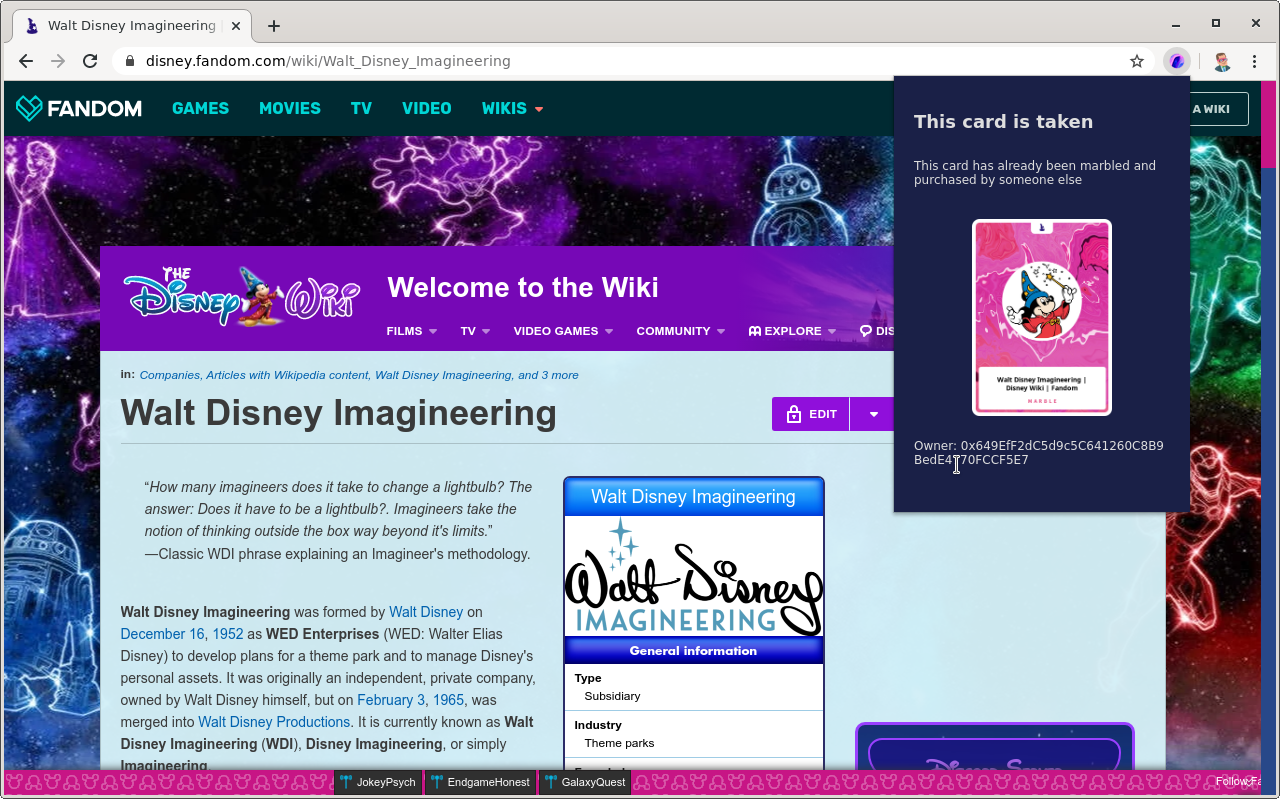 Walt Disney Imagineering
disney.fandom.com/wiki/Walt_Disney_Imagineering
FANDOM
GAMES
MOVIES
TV
VIDEO
WIKIS
A WIKI
This card is taken
This card has already been marbled and
purchased by someone else
Walt Disney Imagineering |
Disney Wiki | Fandom
MARBLE
Owner: 0x649EfF2dC5d9c5C641260C8B9
THE
Disney Wiki
Welcome to the Wiki
FILMS
TV
VIDEO GAMES
COMMUNITY
EXPLORE
DIS
in: Companies, Articles with Wikipedia content, Walt Disney Imagineering, and 3 more
Walt Disney Imagineering
EDIT
“How many imagineers does it take to change a lightbulb? The
answer: Does it have to be a lightbulb?. Imagineers take the
notion of thinking outside the box way beyond it's limits.”
—Classic WDI phrase explaining an Imagineer's methodology.
Walt Disney Imagineering was formed by Walt Disney on
December 16, 1952 as WED Enterprises (WED: Walter Elias
Disney) to develop plans for a theme park and to manage Disney's
personal assets. It was originally an independent, private company,
owned by Walt Disney himself, but on February 3, 1965, was
merged into Walt Disney Productions. It is currently known as Walt
Disney Imagineering (WDI), Disney Imagineering, or simply
Imagineering
Walt Disney Imagineering
Walt Disney
IMAGINEERING
General information
Type
Subsidiary
Industry
Theme parks
JokeyPsych
EndgameHonest
GalaxyQuest
Follow